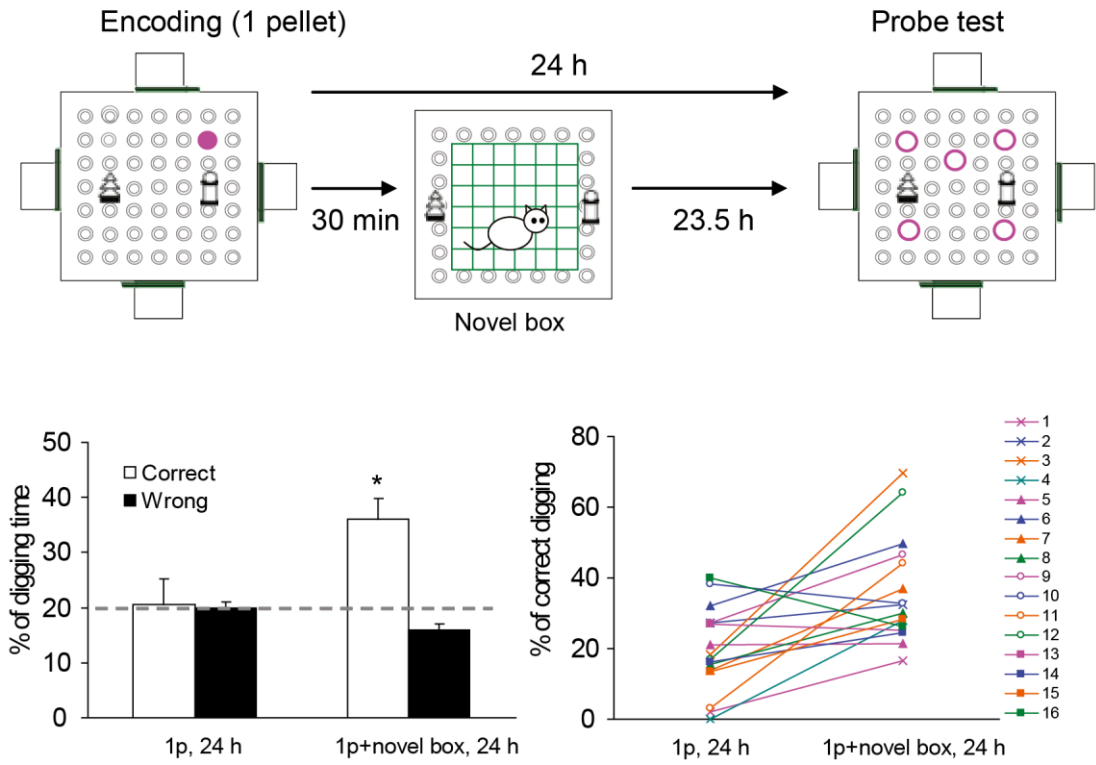 Encoding (1 pellet)
Probe test
24 h
30 min
23.5 h
Novel box
% of digging time
50
40
30
20
10
0
Correct
Wrong
*
1p, 24 h
1p+novel box, 24 h
% of correct digging
80
60
40
20
0
1p, 24 h
1p+novel box, 24 h
1
2
3
4
5
6
7
8
9
10
11
12
13
14
15
16